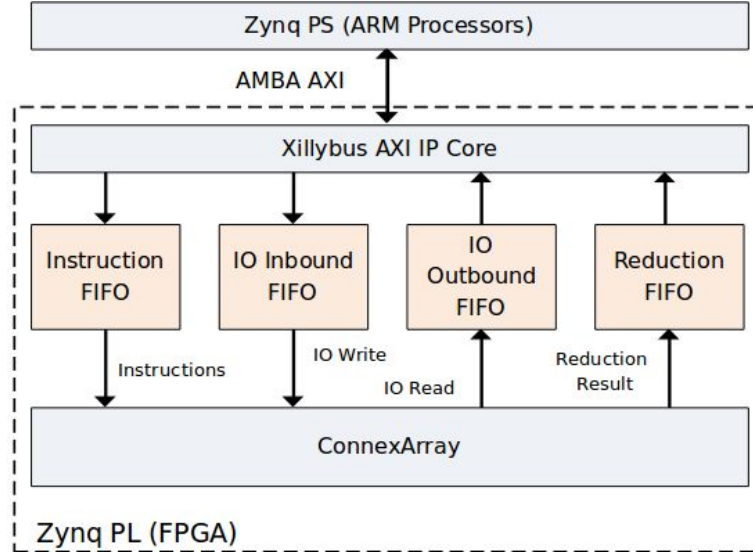 Zynq PS (ARM Processors)
AMBA AXI
Xillybus AXI IP Core
Instruction
FIFO
IO Inbound
FIFO
IO
Outbound
FIFO
Reduction
FIFO
Instructions
IO Write
IO Read
Reduction
Result
ConnexArray
Zynq PL (FPGA)